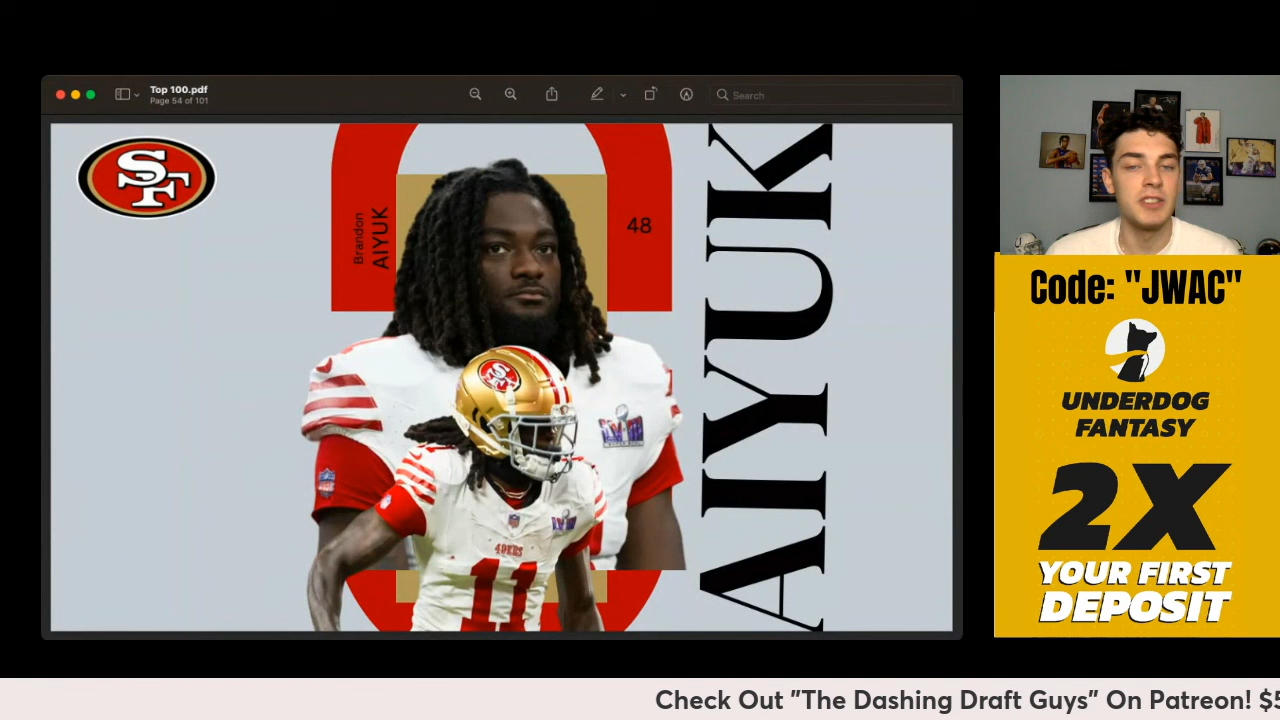 Top 100.pdf
Page 54 of 101
Search
SF
Brandon
AIYUK
48
AIYUK
49ERS
11
Code: "JWAC"
UNDERDOG
FANTASY
2X
YOUR FIRST
DEPOSIT
Check Out "The Dashing Draft Guys" On Patreon! $5